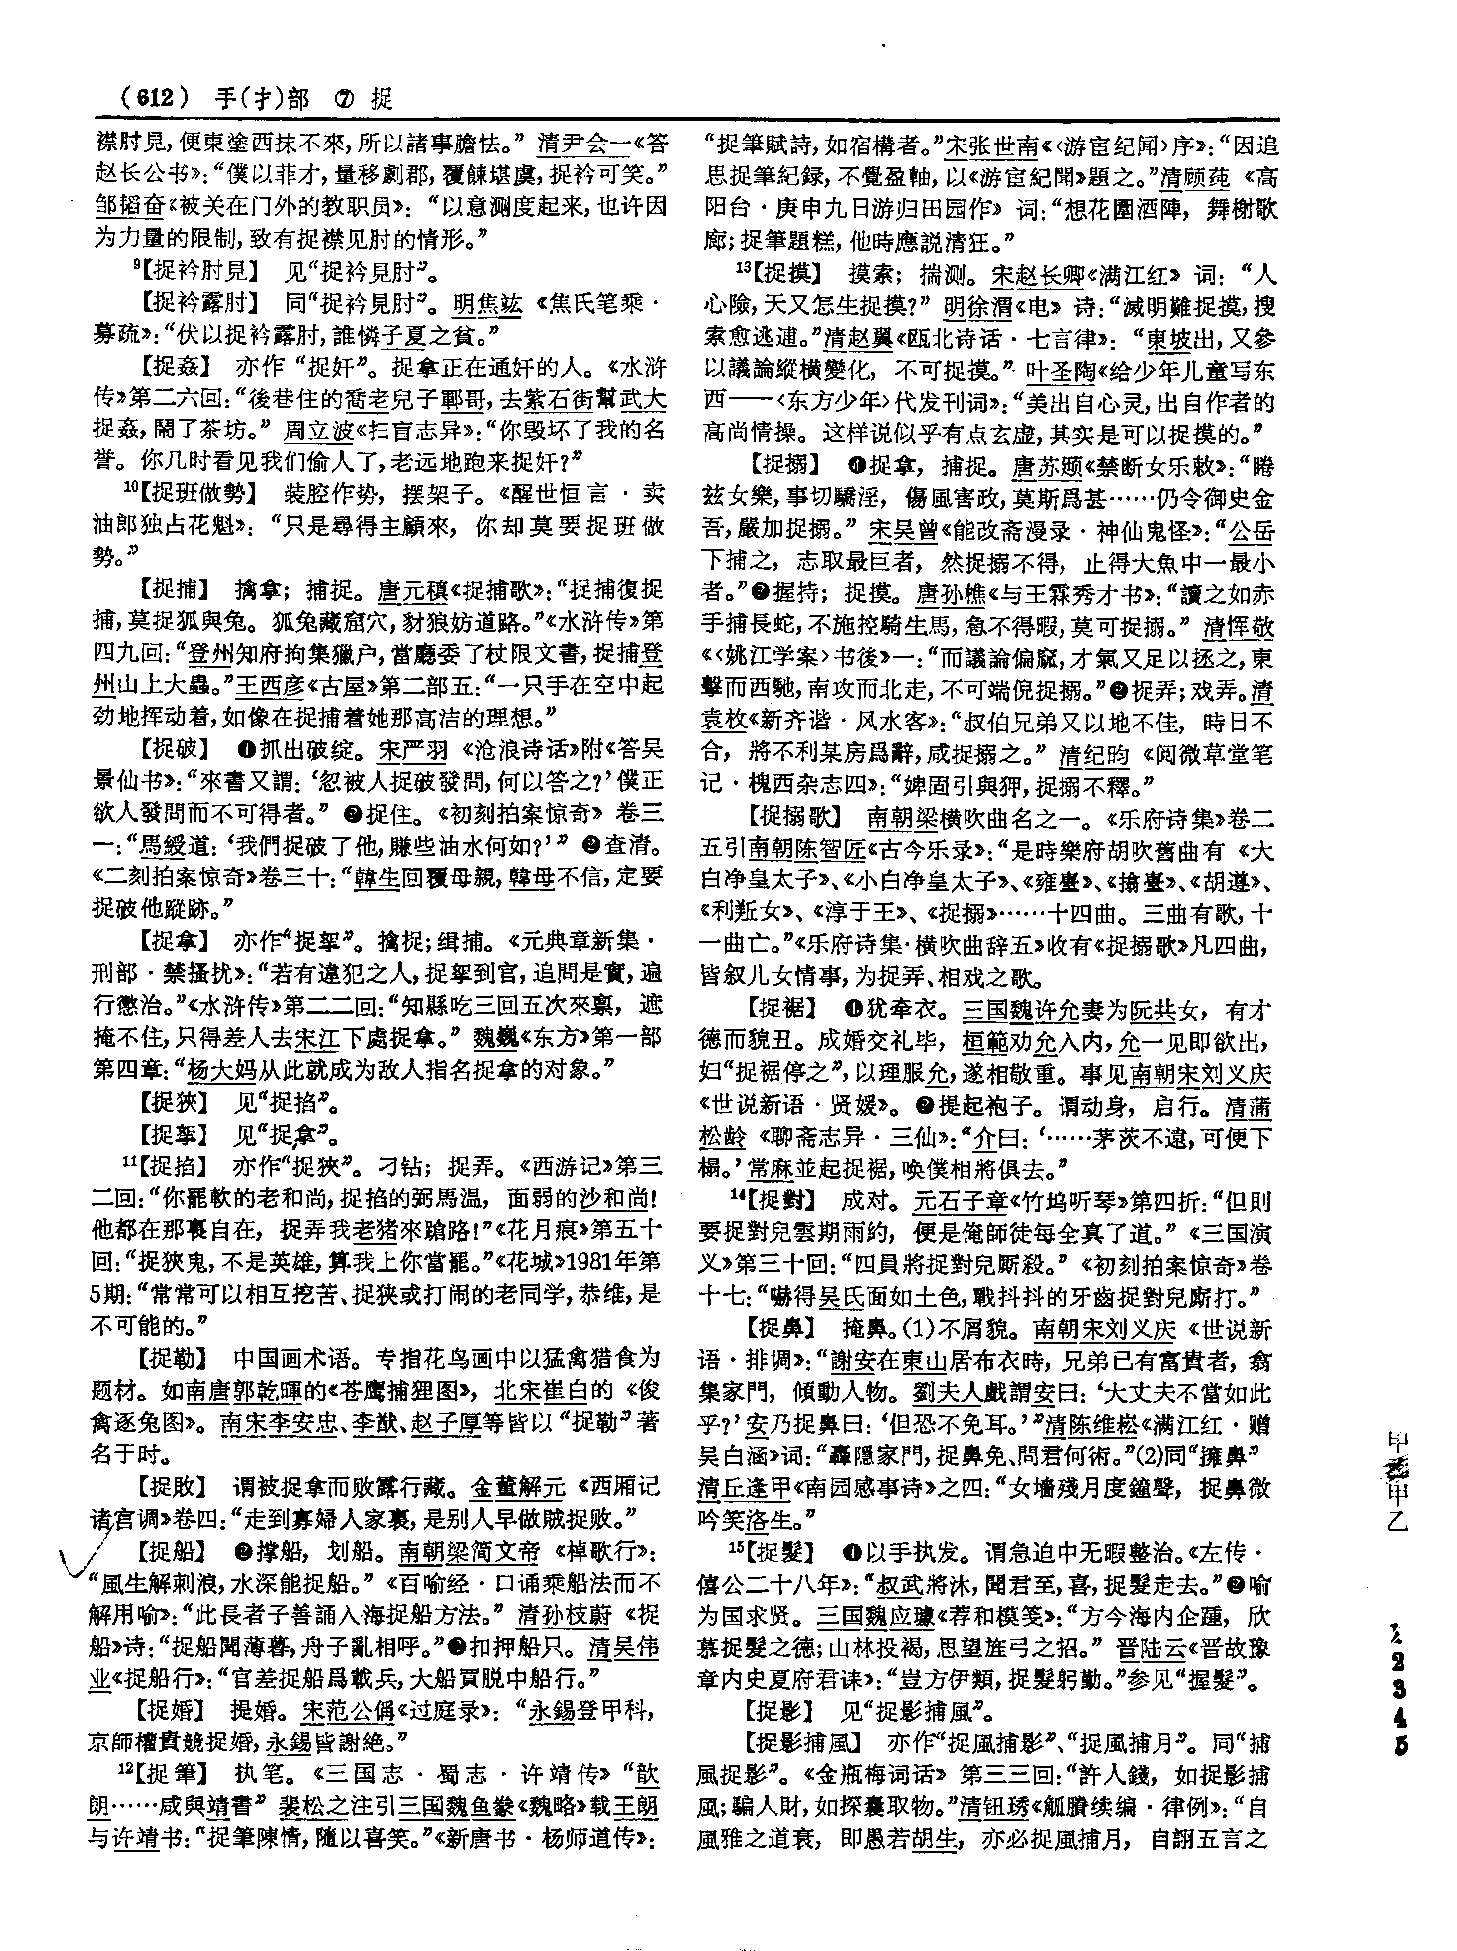 (612) 手(扌)部 ⑦ 捉
襟肘見,便東塗西抹不來,所以諸事膽怯。” 清尹会一《答
赵长公书》:“僕以菲才,量移劇郡,覆餗堪虞,捉衿可笑。”
邹韬奋《被关在门外的教职员》:“以意测度起来,也许因
为力量的限制,致有捉襟见肘的情形。”
9【捉衿肘見】 见“捉衿見肘”。
【捉衿露肘】 同“捉衿見肘”。明焦竑《焦氏笔乘·
募疏》:“伏以捉衿露肘,誰憐子夏之貧。”
【捉姦】 亦作“捉奸”。捉拿正在通奸的人。《水浒
传》第二六回:“後巷住的喬老兒子鄆哥,去紫石街幫武大
捉姦,鬧了茶坊。” 周立波《扫盲志异》:“你毁坏了我的名
誉。你几时看见我们偷人了,老远地跑来捉奸?”
10【捉班做勢】 装腔作势,摆架子。《醒世恒言·卖
油郎独占花魁》:“只是尋得主顧來,你却莫要捉班做
勢。”
【捉捕】 擒拿;捕捉。唐元稹《捉捕歌》:“捉捕復捉
捕,莫捉狐與兔。狐兔藏窟穴,豺狼妨道路。”《水浒传》第
四九回:“登州知府拘集獵户,當廳委了杖限文書,捉捕登
州山上大蟲。”王西彦《古屋》第二部五:“一只手在空中起
劲地挥动着,如像在捉捕着她那高洁的理想。”
【捉破】 ❶抓出破绽。宋严羽《沧浪诗话》附《答吴
景仙书》:“來書又謂:‘忽被人捉破發問,何以答之?’僕正
欲人發問而不可得者。” ❷捉住。《初刻拍案惊奇》卷三
一:“馬綬道:‘我們捉破了他,賺些油水何如?’” ❷查清。
《二刻拍案惊奇》卷三十:“韓生回覆母親,韓母不信,定要
捉破他蹤跡。”
【捉拿】 亦作“捉挐”。擒捉;缉捕。《元典章新集·
刑部·禁搔扰》:“若有違犯之人,捉挐到官,追問是實,遍
行懲治。”《水浒传》第二二回:“知縣吃三回五次來禀,遮
掩不住,只得差人去宋江下處捉拿。” 魏巍《东方》第一部
第四章:“杨大妈从此就成为敌人指名捉拿的对象。”
【捉狹】 见“捉掐”。
【捉挐】 见“捉拿”。
11【捉掐】 亦作“捉狹”。刁钻;捉弄。《西游记》第三
二回:“你罷軟的老和尚,捉掐的弼馬温,面弱的沙和尚!
他都在那裏自在,捉弄我老猪來蹌路!”《花月痕》第五十
回:“捉狹鬼,不是英雄,算我上你當罷。”《花城》1981年第
5期:“常常可以相互挖苦、捉狭或打闹的老同学,恭维,是
不可能的。”
【捉勒】 中国画术语。专指花鸟画中以猛禽猎食为
题材。如南唐郭乾暉的《苍鹰捕狸图》,北宋崔白的《俊
禽逐兔图》。南宋李安忠、李猷、赵子厚等皆以“捉勒”著
名于时。
【捉敗】 谓被捉拿而败露行藏。金董解元《西厢记
诸宫调》卷四:“走到寡婦人家裏,是别人早做賊捉敗。”
【捉船】 ❷撑船,划船。南朝梁简文帝《棹歌行》:
“風生解刺浪,水深能捉船。” 《百喻经·口诵乘船法而不
解用喻》:“此長者子善誦入海捉船方法。” 清孙枝蔚《捉
船》诗:“捉船聞薄暮,舟子亂相呼。”❷扣押船只。清吴伟
业《捉船行》:“官差捉船爲載兵,大船買脱中船行。”
【捉婚】 提婚。宋范公偁《过庭录》:“永錫登甲科,
京師權貴競捉婚,永錫皆謝絶。”
12【捉筆】 执笔。《三国志·蜀志·许靖传》“歆
朗……咸與靖書” 裴松之注引三国魏鱼豢《魏略》载王朗
与许靖书:“捉筆陳情,隨以喜笑。”《新唐书·杨师道传》:
“捉筆賦詩,如宿構者。”宋张世南《〈游宦纪闻〉序》:“因追
思捉筆紀録,不覺盈軸,以《游宦紀聞》題之。”清顾莼《高
阳台·庚申九日游归田园作》词:“想花圍酒陣,舞榭歌
廊;捉筆題糕,他時應説清狂。”
13【捉摸】 摸索;揣测。宋赵长卿《满江红》词:“人
心險,天又怎生捉摸?” 明徐渭《电》诗:“滅明難捉摸,搜
索愈逃逋。”清赵翼《瓯北诗话·七言律》:“東坡出,又參
以議論縱横變化,不可捉摸。” 叶圣陶《给少年儿童写东
西——〈东方少年〉代发刊词》:“美出自心灵,出自作者的
高尚情操。这样说似乎有点玄虚,其实是可以捉摸的。”
【捉搦】 ❶捉拿,捕捉。唐苏颋《禁断女乐敕》:“睠
兹女樂,事切驕淫,傷風害政,莫斯爲甚……仍令御史金
吾,嚴加捉搦。” 宋吴曾《能改斋漫录·神仙鬼怪》:“公岳
下捕之,志取最巨者,然捉搦不得,止得大魚中一最小
者。”❷握持;捉摸。唐孙樵《与王霖秀才书》:“讀之如赤
手捕長蛇,不施控騎生馬,急不得暇,莫可捉搦。” 清恽敬
《〈姚江学案〉书後》一:“而議論偏窳,才氣又足以拯之,東
擊而西馳,南攻而北走,不可端倪捉搦。”❷捉弄;戏弄。清
袁枚《新齐谐·风水客》:“叔伯兄弟又以地不佳,時日不
合,將不利某房爲辭,咸捉搦之。” 清纪昀《阅微草堂笔
记·槐西杂志四》:“婢固引與狎,捉搦不釋。”
【捉搦歌】 南朝梁横吹曲名之一。《乐府诗集》卷二
五引南朝陈智匠《古今乐录》:“是時樂府胡吹舊曲有《大
白净皇太子》、《小白净皇太子》、《雍臺》、《擒臺》、《胡遵》、
《利䍮女》、《淳于王》、《捉搦》……十四曲。三曲有歌,十
一曲亡。”《乐府诗集·横吹曲辞五》收有《捉搦歌》凡四曲,
皆叙儿女情事,为捉弄、相戏之歌。
【捉裾】 ❶犹牵衣。三国魏许允妻为阮共女,有才
德而貌丑。成婚交礼毕,桓範劝允入内,允一见即欲出,
妇“捉裾停之”,以理服允,遂相敬重。事见南朝宋刘义庆
《世说新语·贤媛》。❷提起袍子。谓动身,启行。清蒲
松龄《聊斋志异·三仙》:“介曰:‘……茅茨不遠,可便下
榻。’常麻並起捉裾,唤僕相將俱去。”
14【捉對】 成对。元石子章《竹坞听琴》第四折:“但則
要捉對兒雲期雨約,便是俺師徒每全真了道。” 《三国演
义》第三十回:“四員將捉對兒厮殺。” 《初刻拍案惊奇》卷
十七:“嚇得吴氏面如土色,戰抖抖的牙齒捉對兒廝打。”
【捉鼻】 掩鼻。(1)不屑貌。南朝宋刘义庆《世说新
语·排调》:“謝安在東山居布衣時,兄弟已有富貴者,翕
集家門,傾動人物。劉夫人戲謂安曰:‘大丈夫不當如此
乎?’安乃捉鼻曰:‘但恐不免耳。’”清陈维崧《满江红·赠
吴白涵》词:“轟隱家門,捉鼻免、問君何術。”(2)同“擁鼻”
清丘逢甲《南园感事诗》之四:“女墻殘月度鐘聲,捉鼻微
吟笑洛生。”
15【捉髮】 ❶以手执发。谓急迫中无暇整治。《左传·
僖公二十八年》:“叔武將沐,聞君至,喜,捉髮走去。”❷喻
为国求贤。三国魏应璩《荐和模笺》:“方今海内企踵,欣
慕捉髮之德;山林投褐,思望旌弓之招。” 晋陆云《晋故豫
章内史夏府君诔》:“豈方伊類,捉髮躬勤。”参见“握髮”。
【捉影】 见“捉影捕風”。
【捉影捕風】 亦作“捉風捕影”、“捉風捕月”。同“捕
風捉影”。《金瓶梅词话》第三三回:“許人錢,如捉影捕
風;騙人財,如探囊取物。”清钮琇《觚賸续编·律例》:“自
風雅之道衰,即愚若胡生,亦必捉風捕月,自詡五言之
甲乙
2 3 4 5